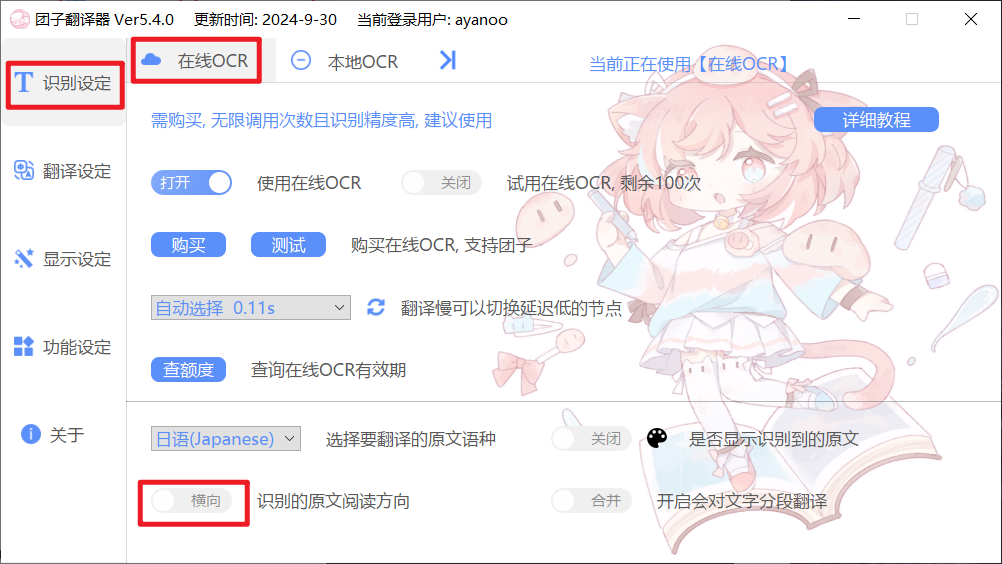 团子翻译器 Ver5.4.0 更新时间: 2024-9-30 当前登录用户: ayanoo
识别设定
翻译设定
显示设定
功能设定
关于
在线OCR 本地OCR 当前正在使用【在线OCR】
需购买, 无限调用次数且识别精度高, 建议使用 详细教程
打开 使用在线OCR 关闭 试用在线OCR, 剩余100次
购买 测试 购买在线OCR, 支持团子
自动选择 0.11s 翻译慢可以切换延迟低的节点
查额度 查询在线OCR有效期
日语(Japanese) 选择要翻译的原文语种 关闭 是否显示识别到的原文
横向 识别的原文阅读方向 合并 开启会对文字分段翻译